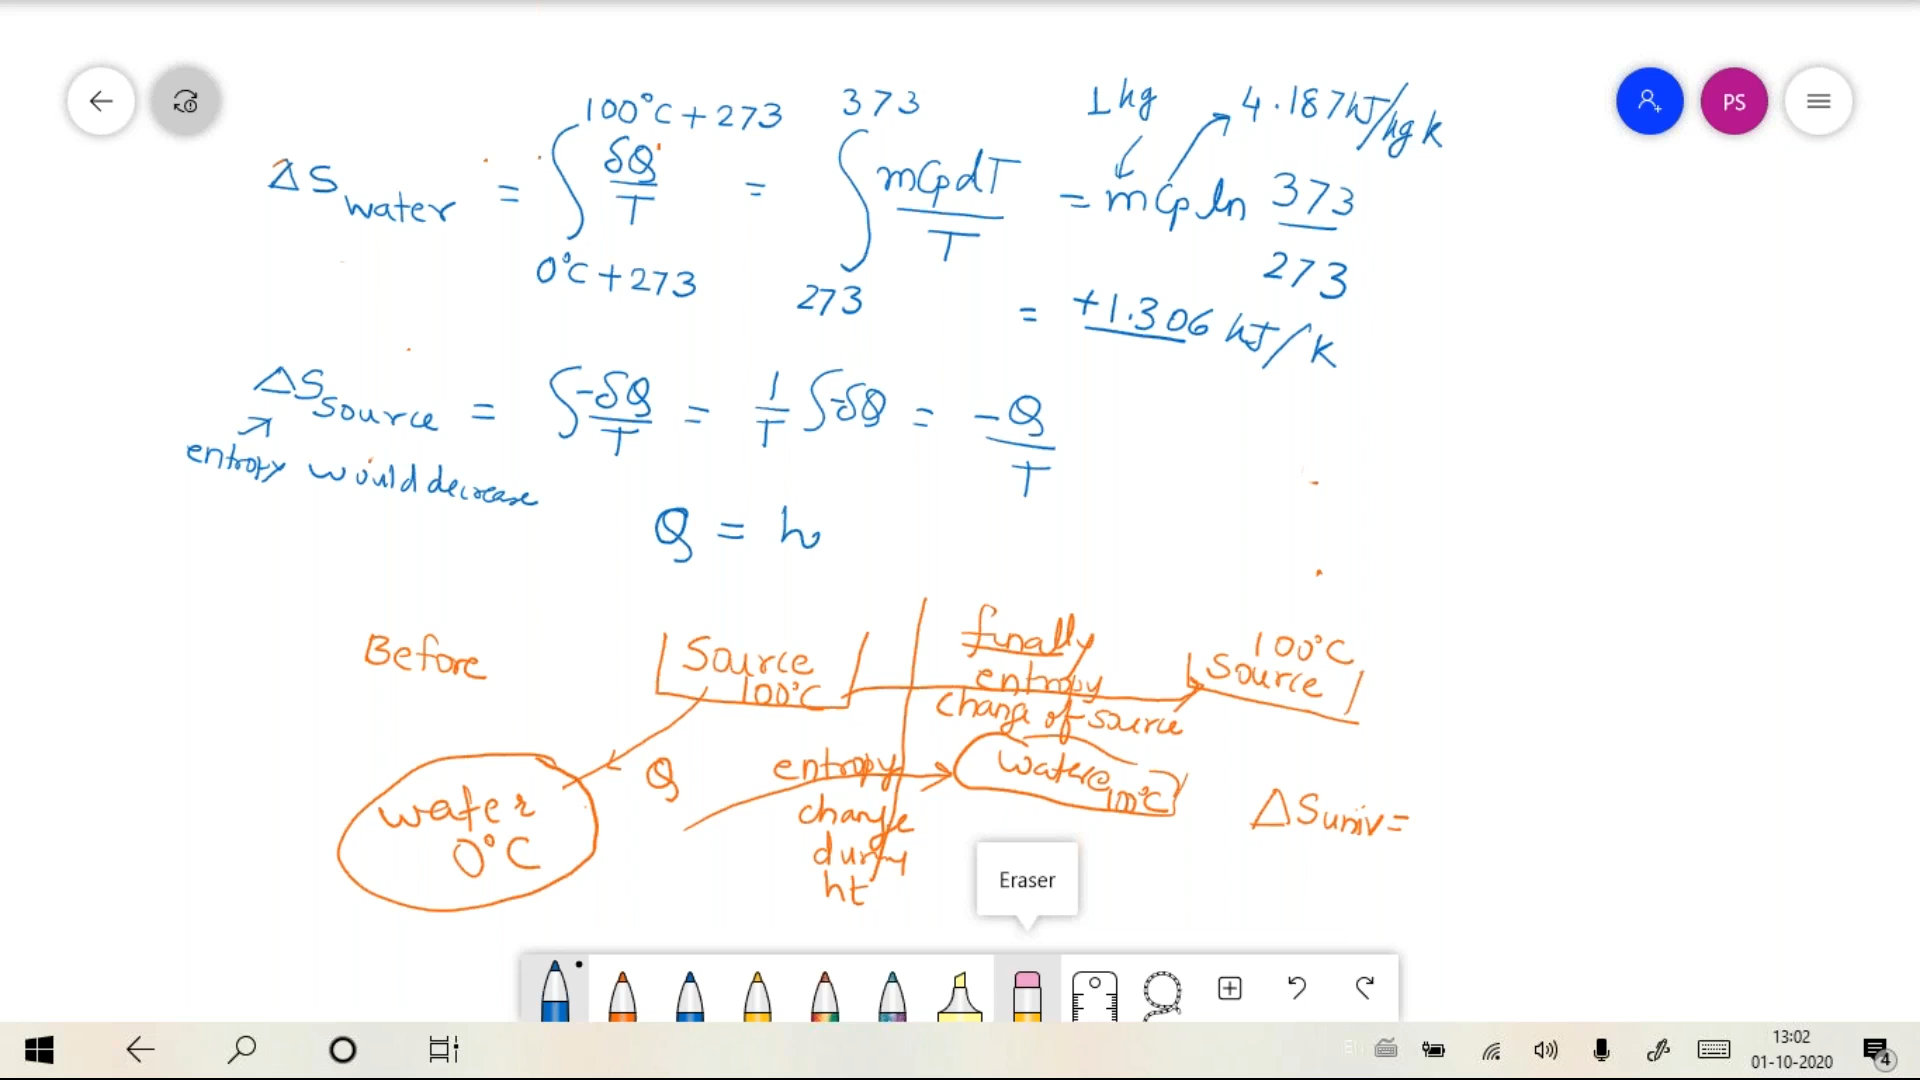 100°C + 273
373
1 kg
4.187 kJ/kg K
PS
ΔS water = ∫ δQ/T = ∫ mCp dT/T = mCp ln 373/273
0°C + 273
273
= +1.306 kJ/K
ΔS source = ∫ -δQ/T = 1/T ∫ -δQ = -Q/T
entropy would decrease
Q =
Before
Source
100°C
finally
entropy
change of source
100°C
Source
water
0°C
Q
entropy
change
during
ht
water
100°C
ΔS univ =
Eraser
13:02
01-10-2020
4